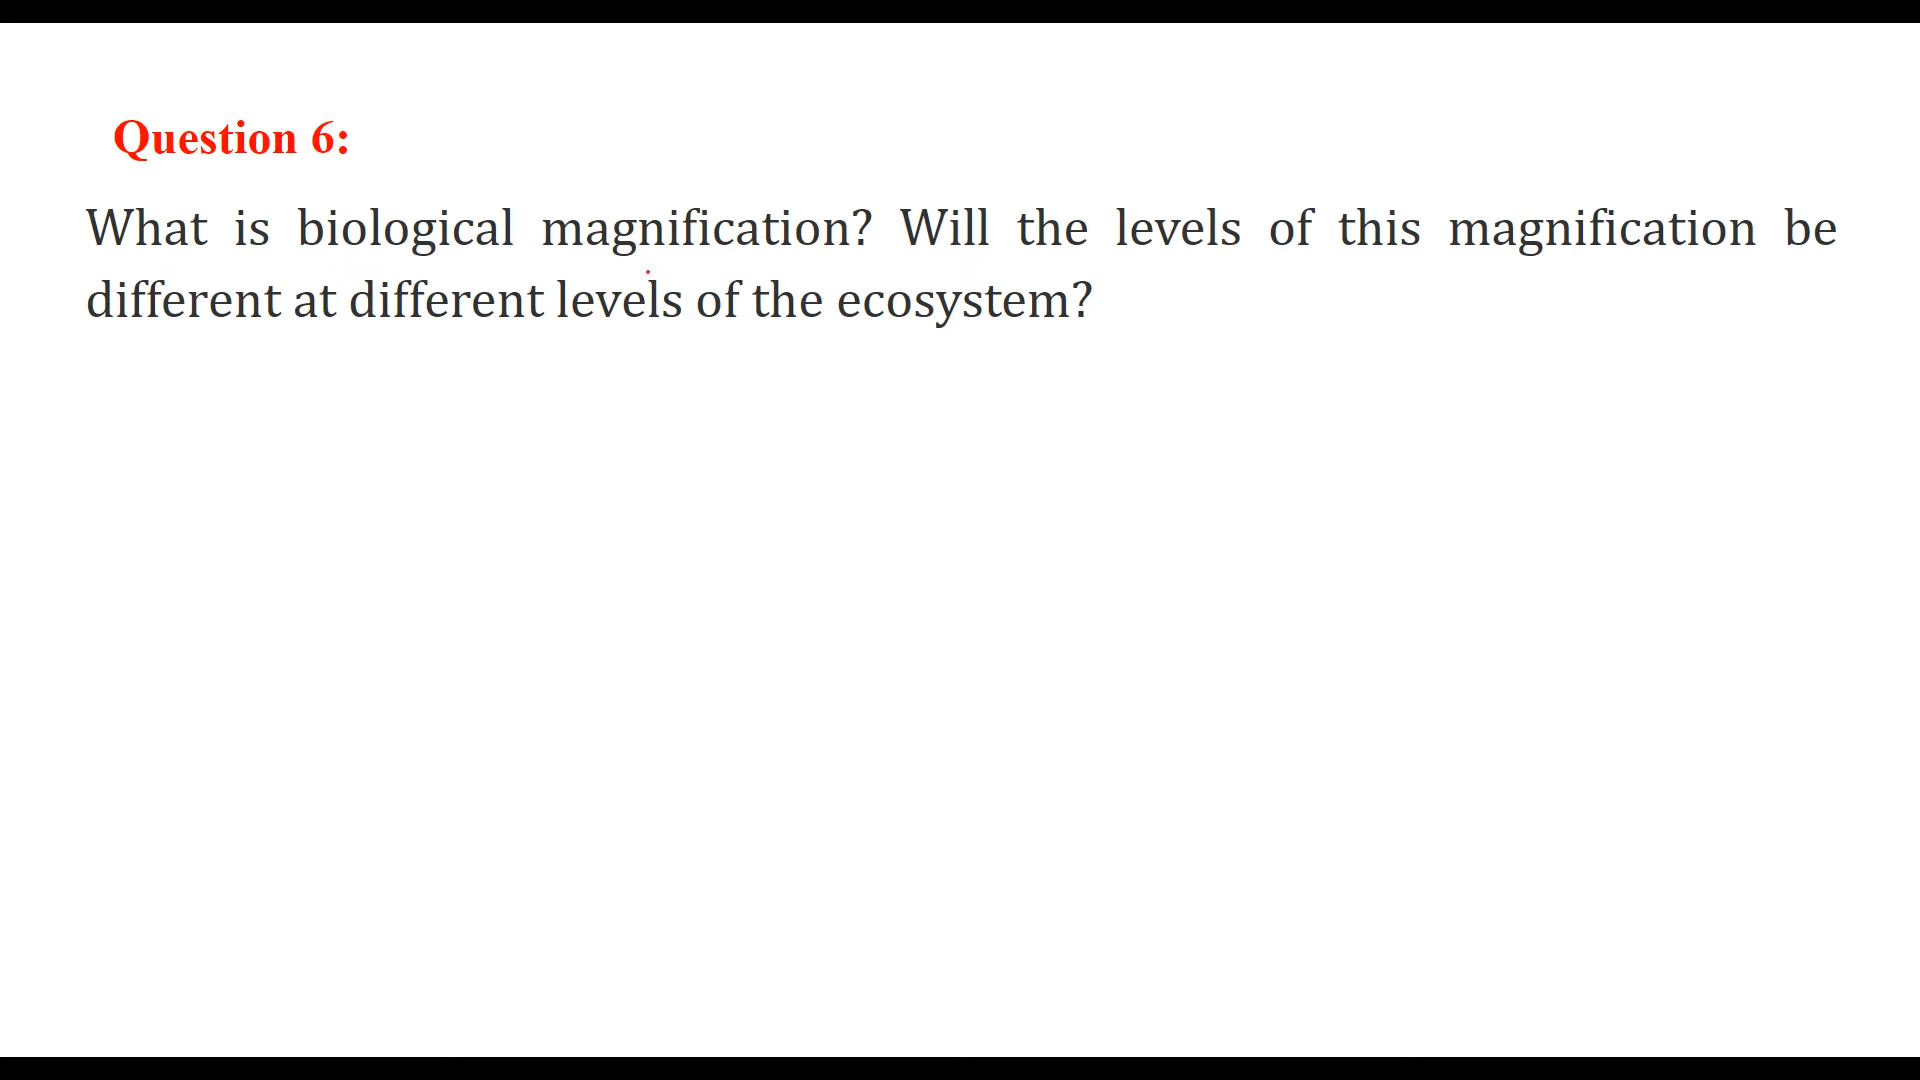 Question 6:
What is biological magnification? Will the levels of this magnification be
different at different levels of the ecosystem?